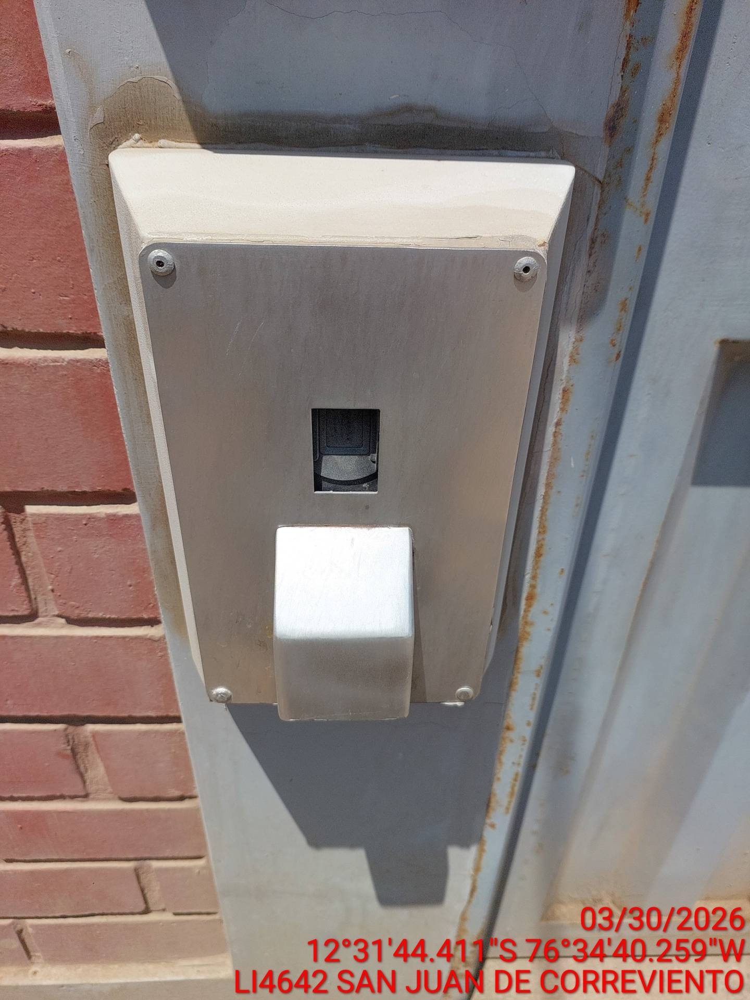 03/30/2026
12°31'44.411"S 76°34'40.259"W
LI4642 SAN JUAN DE CORREVIENTO